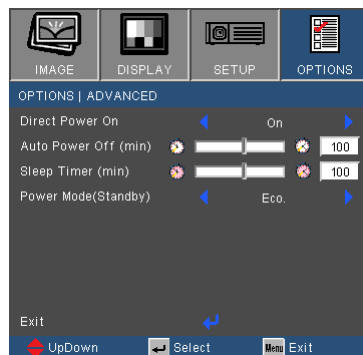 IMAGE DISPLAY SETUP OPTIONS
OPTIONS | ADVANCED
Direct Power On On
Auto Power Off (min) 100
Sleep Timer (min) 100
Power Mode(Standby) Eco.
Exit
UpDown Select Menu Exit